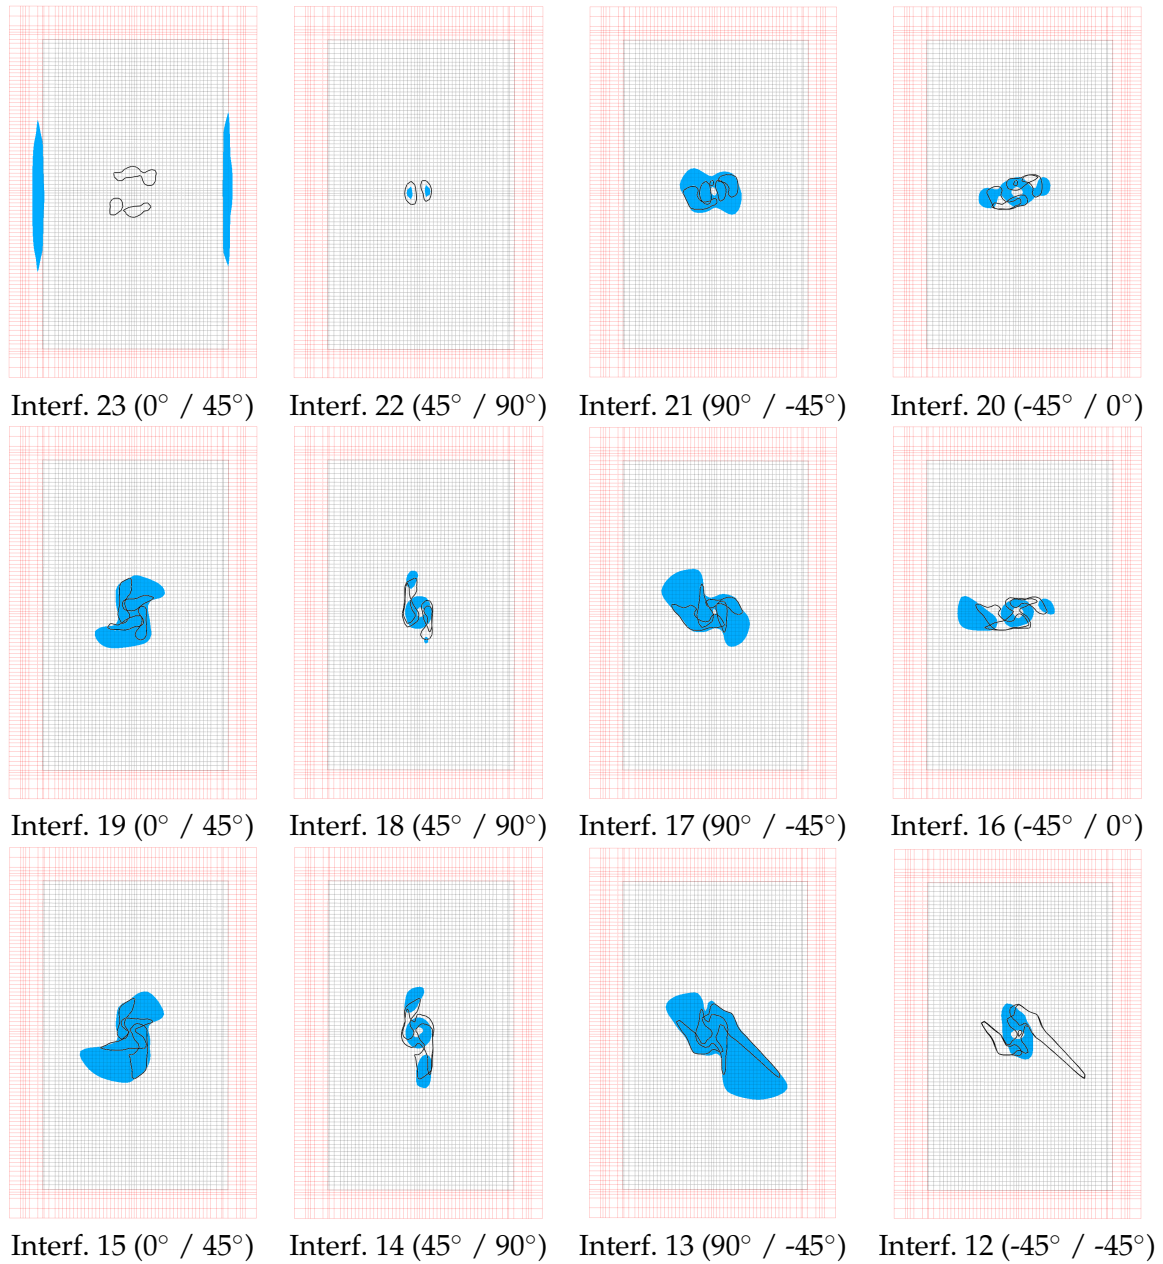 Interf. 23 (0° / 45°) Interf. 22 (45° / 90°) Interf. 21 (90° / -45°) Interf. 20 (-45° / 0°)
Interf. 19 (0° / 45°) Interf. 18 (45° / 90°) Interf. 17 (90° / -45°) Interf. 16 (-45° / 0°)
Interf. 15 (0° / 45°) Interf. 14 (45° / 90°) Interf. 13 (90° / -45°) Interf. 12 (-45° / -45°)